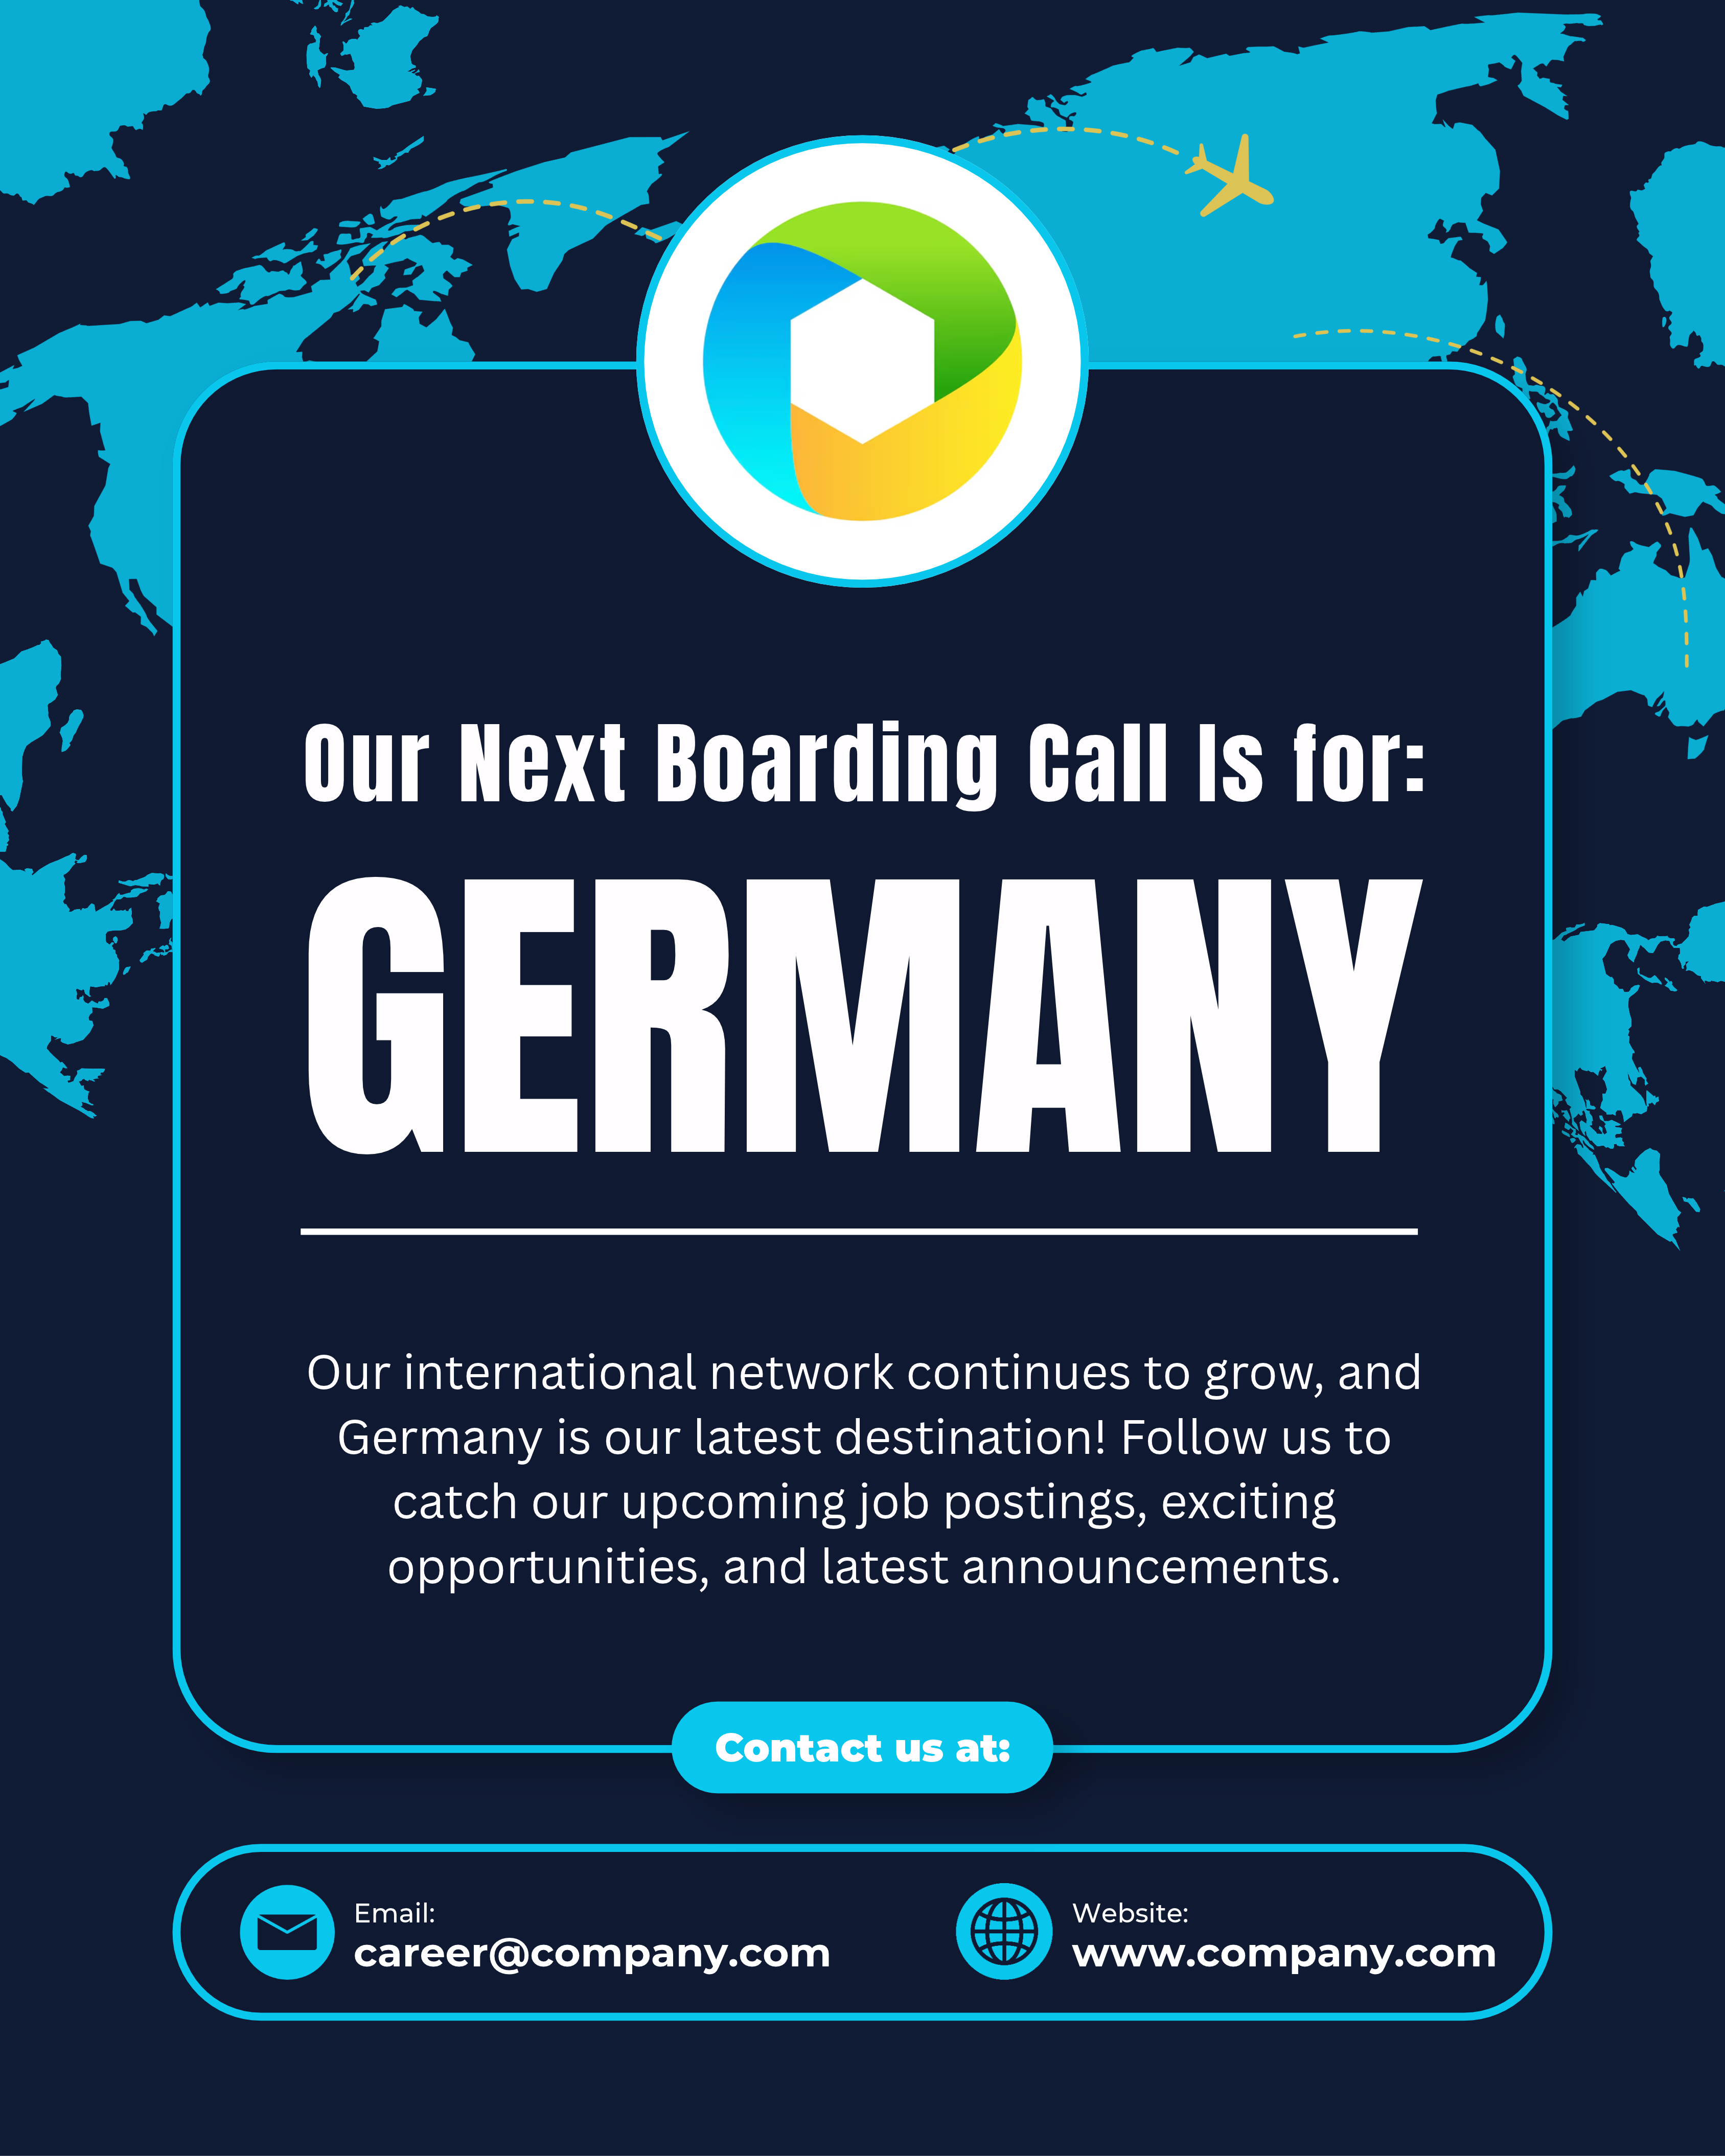 Our Next Boarding Call Is for:
GERMANY
Our international network continues to grow, and
Germany is our latest destination! Follow us to
catch our upcoming job postings, exciting
opportunities, and latest announcements.
Contact us at:
Email:
career@company.com
Website:
www.company.com